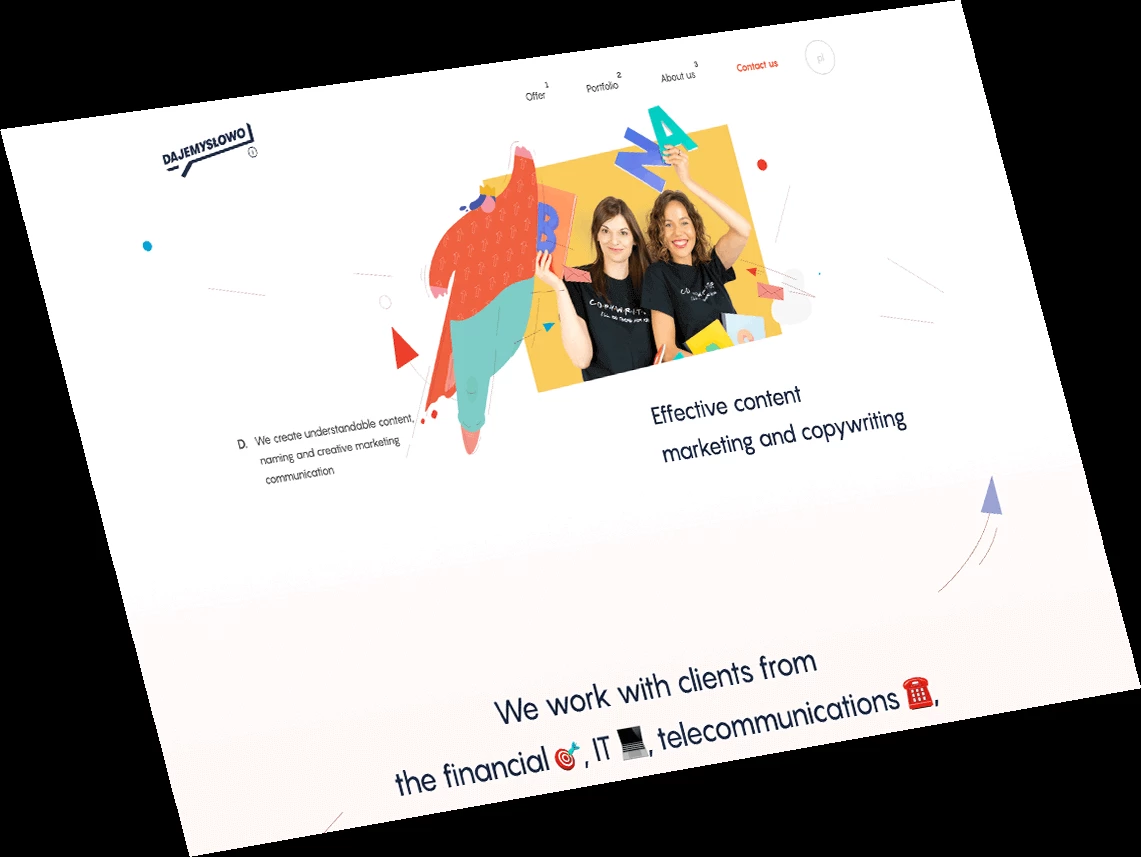 Offer 1
Portfolio 2
About us 3
Contact us
pl
DAJEMYSŁOWO
N
A
B
D. We create understandable content,
naming and creative marketing
communication
Effective content
marketing and copywriting
We work with clients from
the financial 🎯, IT 💻, telecommunications ☎️,